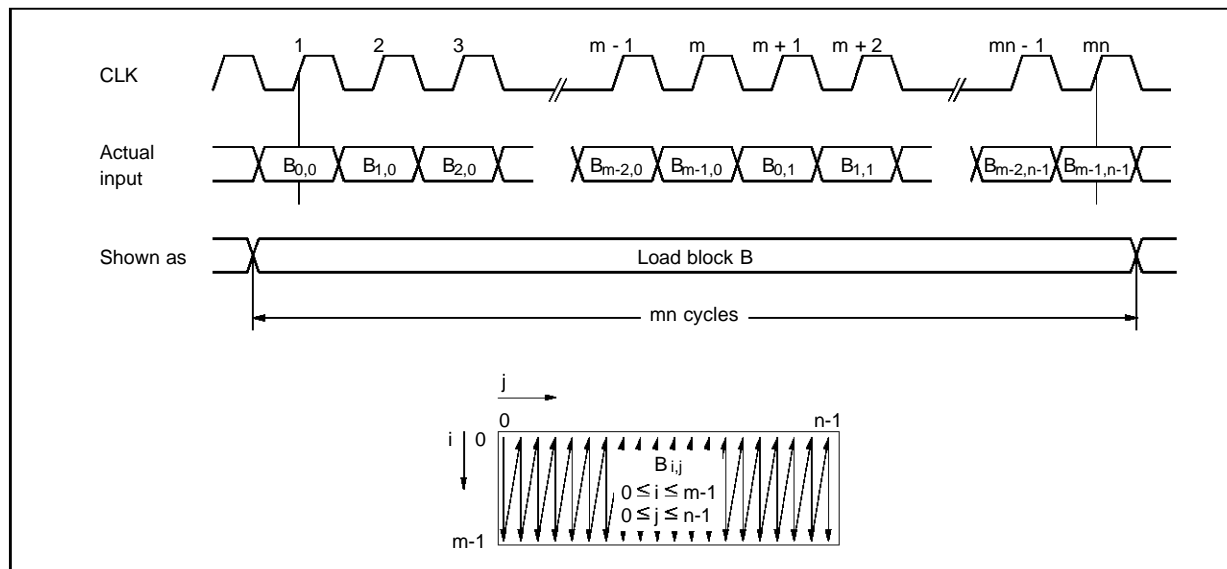 1 2 3 m - 1 m m + 1 m + 2 mn - 1 mn
CLK
Actual input
B0,0 B1,0 B2,0 Bm-2,0 Bm-1,0 B0,1 B1,1 Bm-2,n-1 Bm-1,n-1
Shown as
Load block B
mn cycles
j
0 n-1
i 0
B i,j
0 ≤ i ≤ m-1
0 ≤ j ≤ n-1
m-1